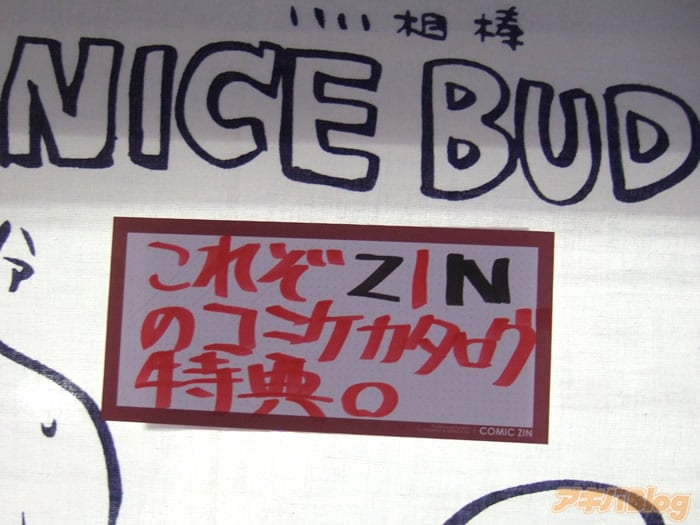 いい相棒
NICE BUD
これぞZIN
のコミケカタログ
特典。
COMIC ZIN
アキバBlog